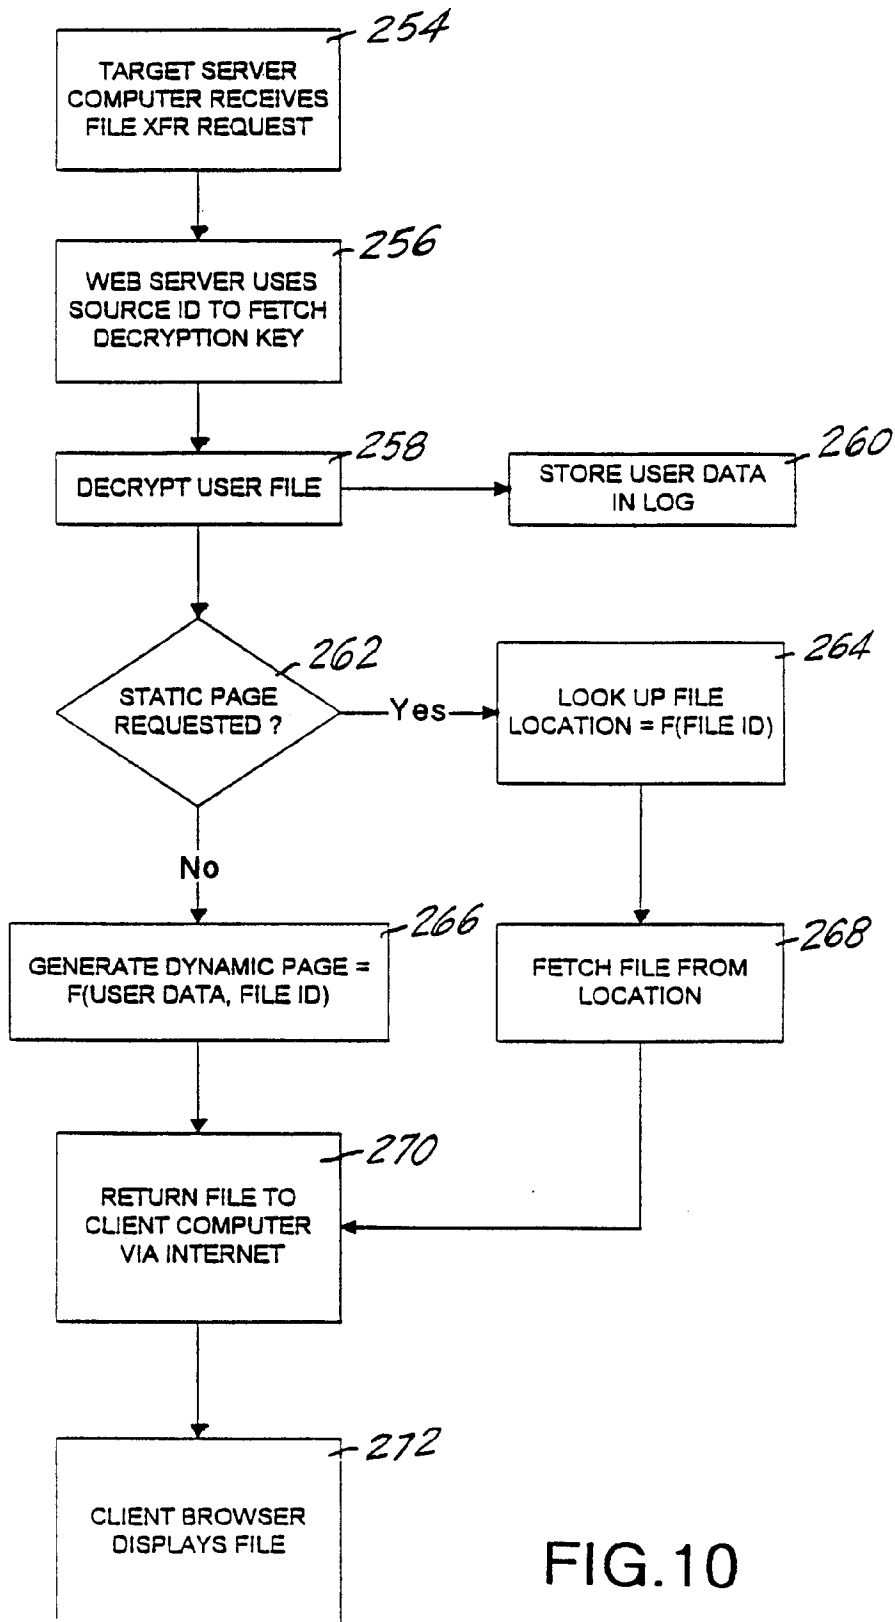 254
TARGET SERVER
COMPUTER RECEIVES
FILE XFR REQUEST
256
WEB SERVER USES
SOURCE ID TO FETCH
DECRYPTION KEY
258
DECRYPT USER FILE
260
STORE USER DATA
IN LOG
262
STATIC PAGE
REQUESTED ?
Yes
264
LOOK UP FILE
LOCATION = F(FILE ID)
No
266
GENERATE DYNAMIC PAGE =
F(USER DATA, FILE ID)
268
FETCH FILE FROM
LOCATION
270
RETURN FILE TO
CLIENT COMPUTER
VIA INTERNET
272
CLIENT BROWSER
DISPLAYS FILE
FIG.10